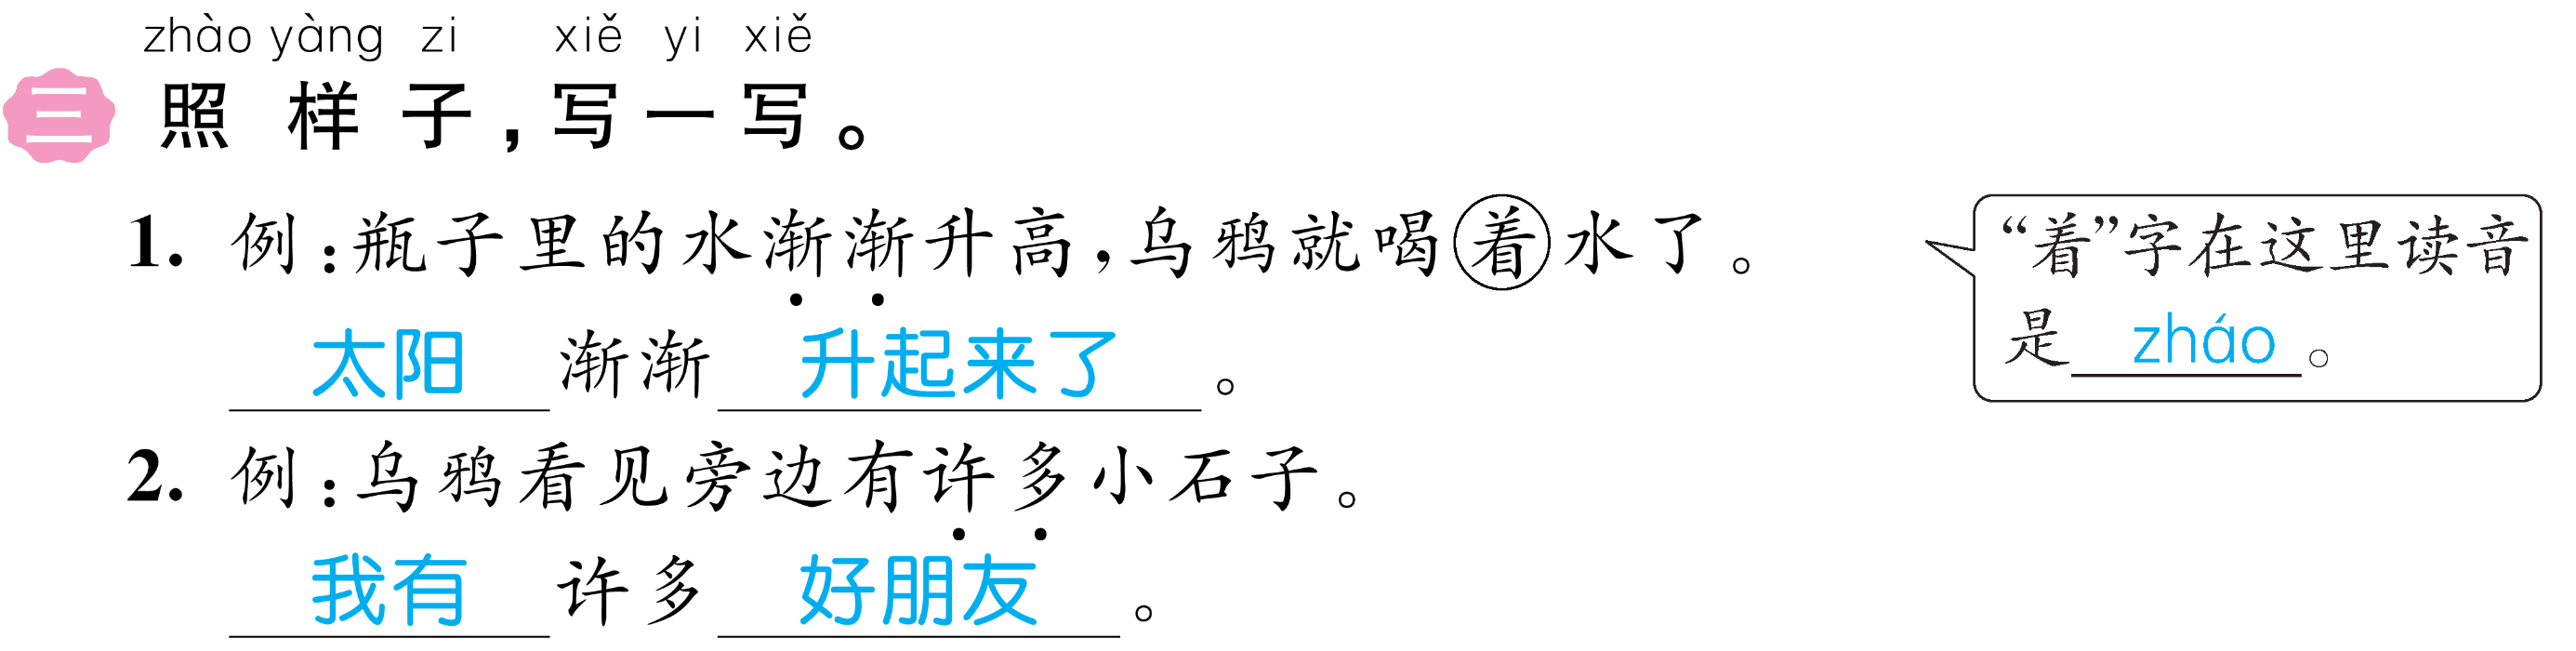 zhào yàng zi xiě yi xiě
三 照样子,写一写。
1. 例:瓶子里的水渐渐升高,乌鸦就喝着水了。
“着”字在这里读音
是 zháo 。
太阳 渐渐 升起来了 。
2. 例:乌鸦看见旁边有许多小石子。
我有 许多 好朋友 。